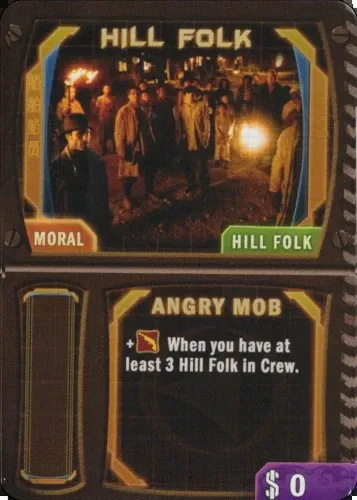 HILL FOLK
MORAL
HILL FOLK
ANGRY MOB
+ When you have at
least 3 Hill Folk in Crew.
$ 0